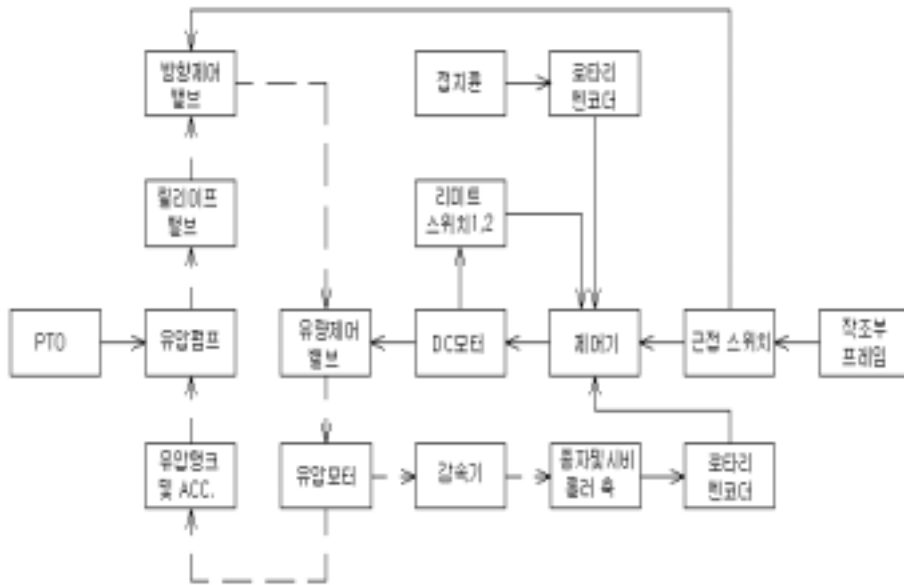 방향제어
밸브
접지륜
로타리
엔코더
릴리이프
밸브
리미트
스위치1,2
PTO
유압펌프
유량제어
밸브
DC모터
제어기
근접 스위치
작조부
프레임
유압탱크
및 ACC.
유압모터
감속기
종자및시비
롤러 축
로타리
엔코더